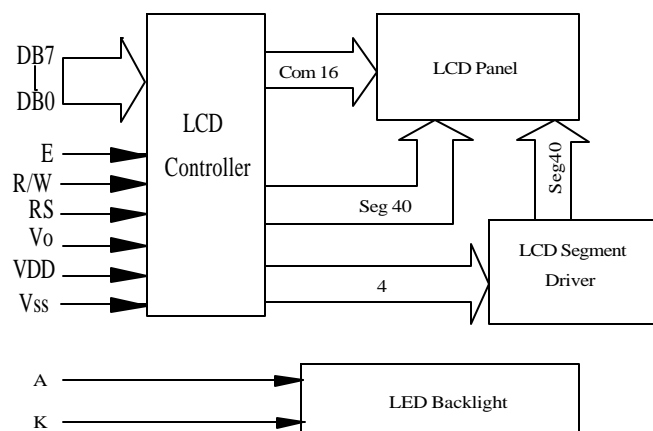 DB7
DB0
E
R/W
RS
Vo
VDD
Vss
LCD
Controller
Com 16
LCD Panel
Seg 40
Seg40
4
LCD Segment
Driver
A
K
LED Backlight